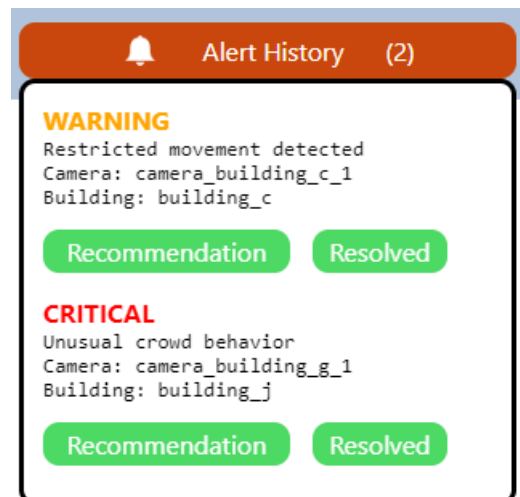 Alert History (2)
WARNING
Restricted movement detected
Camera: camera_building_c_1
Building: building_c
Recommendation Resolved
CRITICAL
Unusual crowd behavior
Camera: camera_building_g_1
Building: building_j
Recommendation Resolved